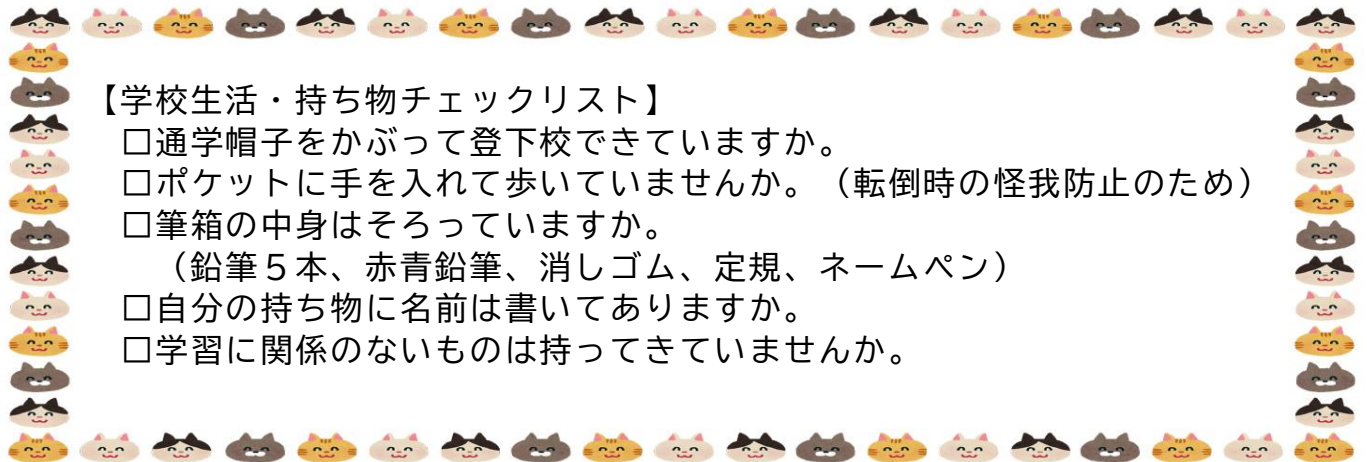 【学校生活・持ち物チェックリスト】
□通学帽子をかぶって登下校できていますか。
□ポケットに手を入れて歩いていませんか。（転倒時の怪我防止のため）
□筆箱の中身はそろっていますか。
（鉛筆５本、赤青鉛筆、消しゴム、定規、ネームペン）
□自分の持ち物に名前は書いてありますか。
□学習に関係のないものは持ってきていませんか。